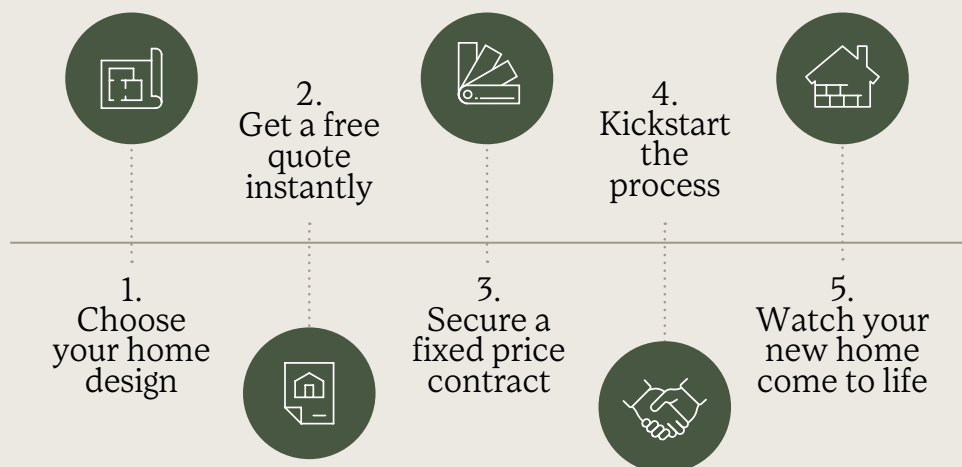 1.
Choose
your home
design
2.
Get a free
quote
instantly
3.
Secure a
fixed price
contract
4.
Kickstart
the
process
5.
Watch your
new home
come to life